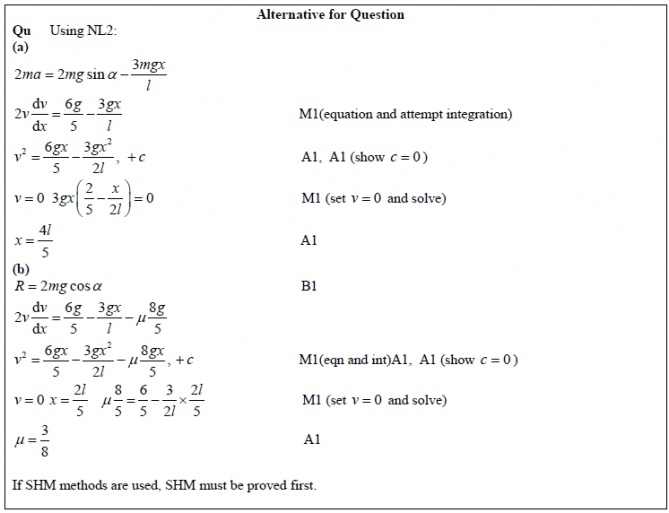 Alternative for Question
Qu Using NL2:
(a)
2ma = 2mg sin α − 3mgx/l
2v dv/dx = 6g/5 − 3gx/l M1(equation and attempt integration)
v² = 6gx/5 − 3gx²/2l, +c A1, A1 (show c = 0)
v = 0 3gx(2/5 − x/2l) = 0 M1 (set v = 0 and solve)
x = 4l/5 A1
(b)
R = 2mg cos α B1
2v dv/dx = 6g/5 − 3gx/l − μ 8g/5
v² = 6gx/5 − 3gx²/2l − μ 8gx/5, +c M1(eqn and int)A1, A1 (show c = 0)
v = 0 x = 2l/5 μ 8/5 = 6/5 − 3/2l × 2l/5 M1 (set v = 0 and solve)
μ = 3/8 A1
If SHM methods are used, SHM must be proved first.